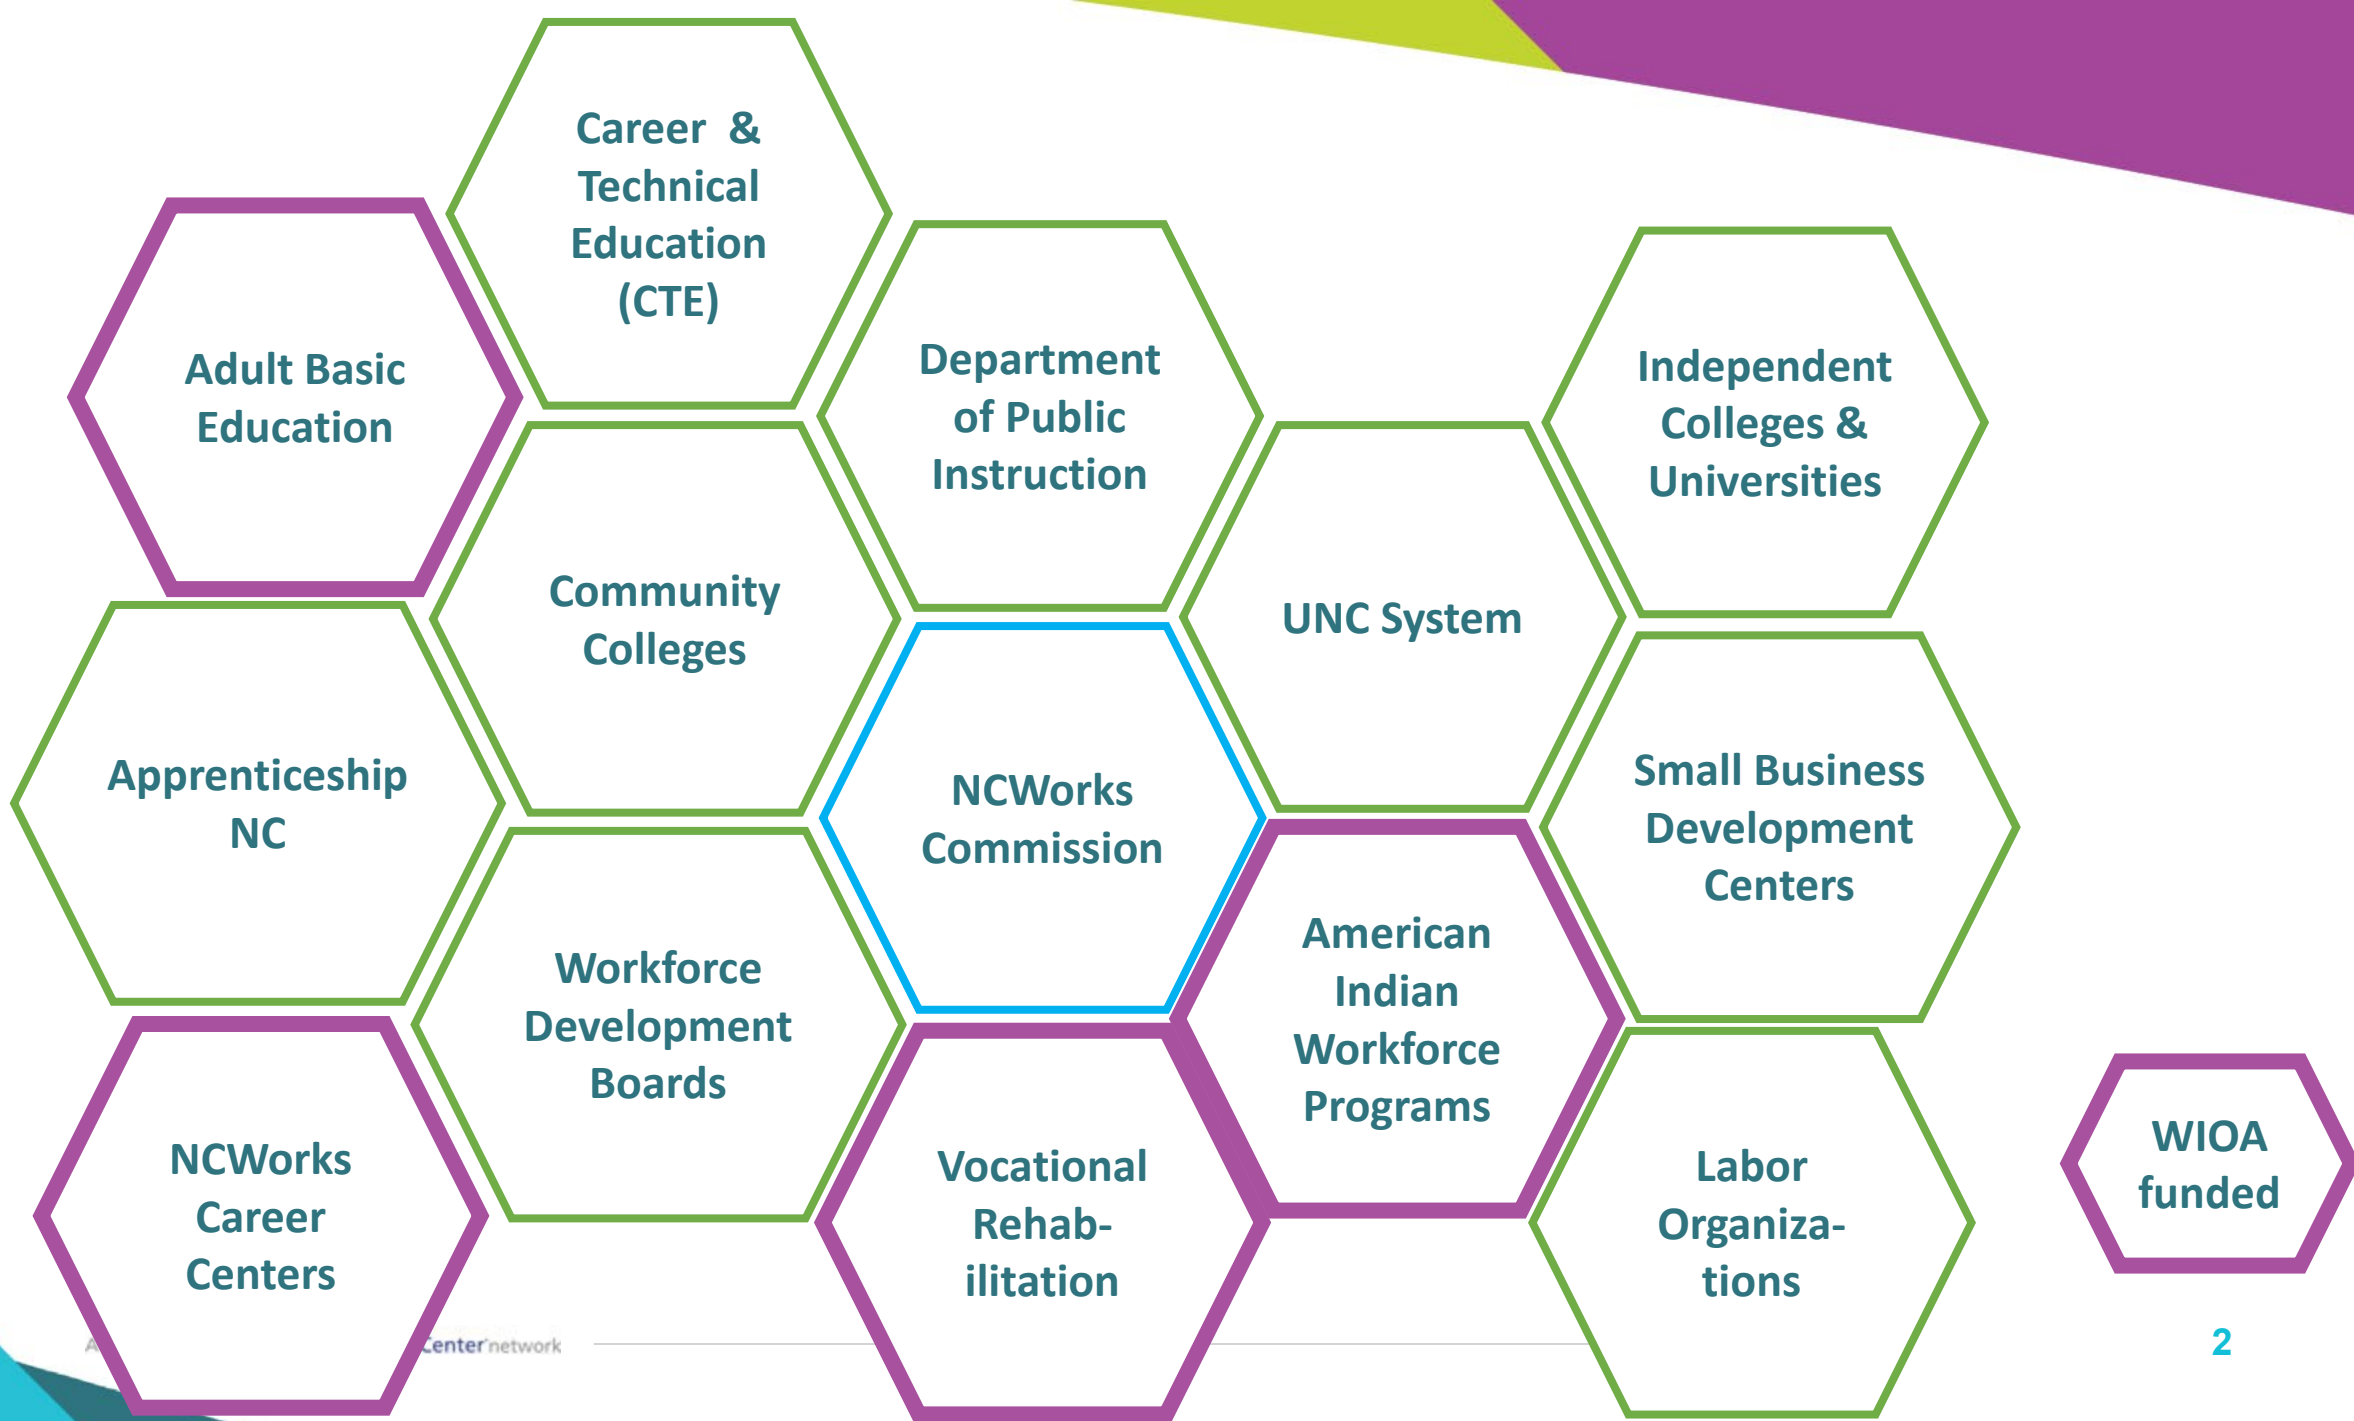 Career &
Technical
Education
(CTE)
Adult Basic
Education
Department
of Public
Instruction
Independent
Colleges &
Universities
Community
Colleges
UNC System
Apprenticeship
NC
NCWorks
Commission
Small Business
Development
Centers
Workforce
Development
Boards
American
Indian
Workforce
Programs
NCWorks
Career
Centers
Vocational
Rehab-
ilitation
Labor
Organiza-
tions
WIOA
funded
Center network
2